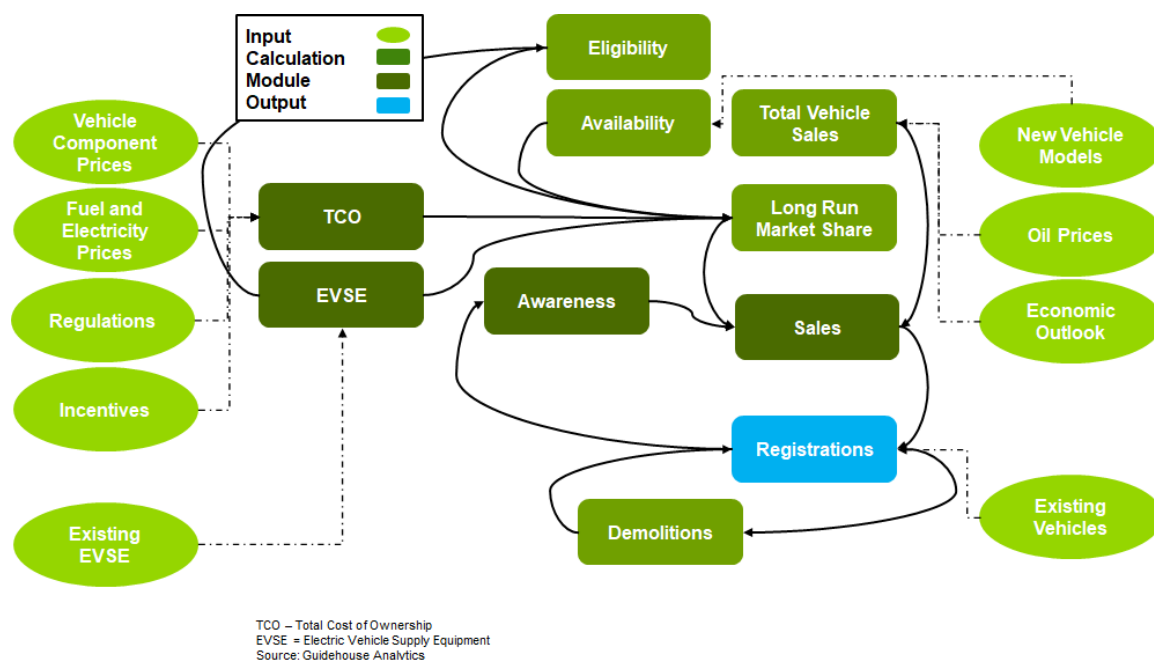 Input
Calculation
Module
Output
Eligibility
Availability
Total Vehicle
Sales
Vehicle
Component
Prices
New Vehicle
Models
Fuel and
Electricity
Prices
TCO
Long Run
Market Share
Oil Prices
EVSE
Awareness
Sales
Regulations
Economic
Outlook
Incentives
Registrations
Existing
EVSE
Demolitions
Existing
Vehicles
TCO – Total Cost of Ownership
EVSE = Electric Vehicle Supply Equipment
Source: Guidehouse Analytics